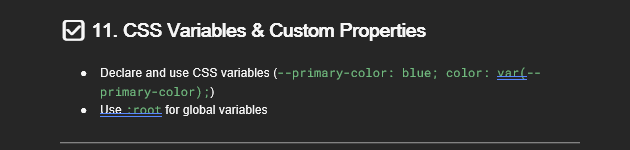 11. CSS Variables & Custom Properties
Declare and use CSS variables (--primary-color: blue; color: var(--
primary-color);)
Use :root for global variables